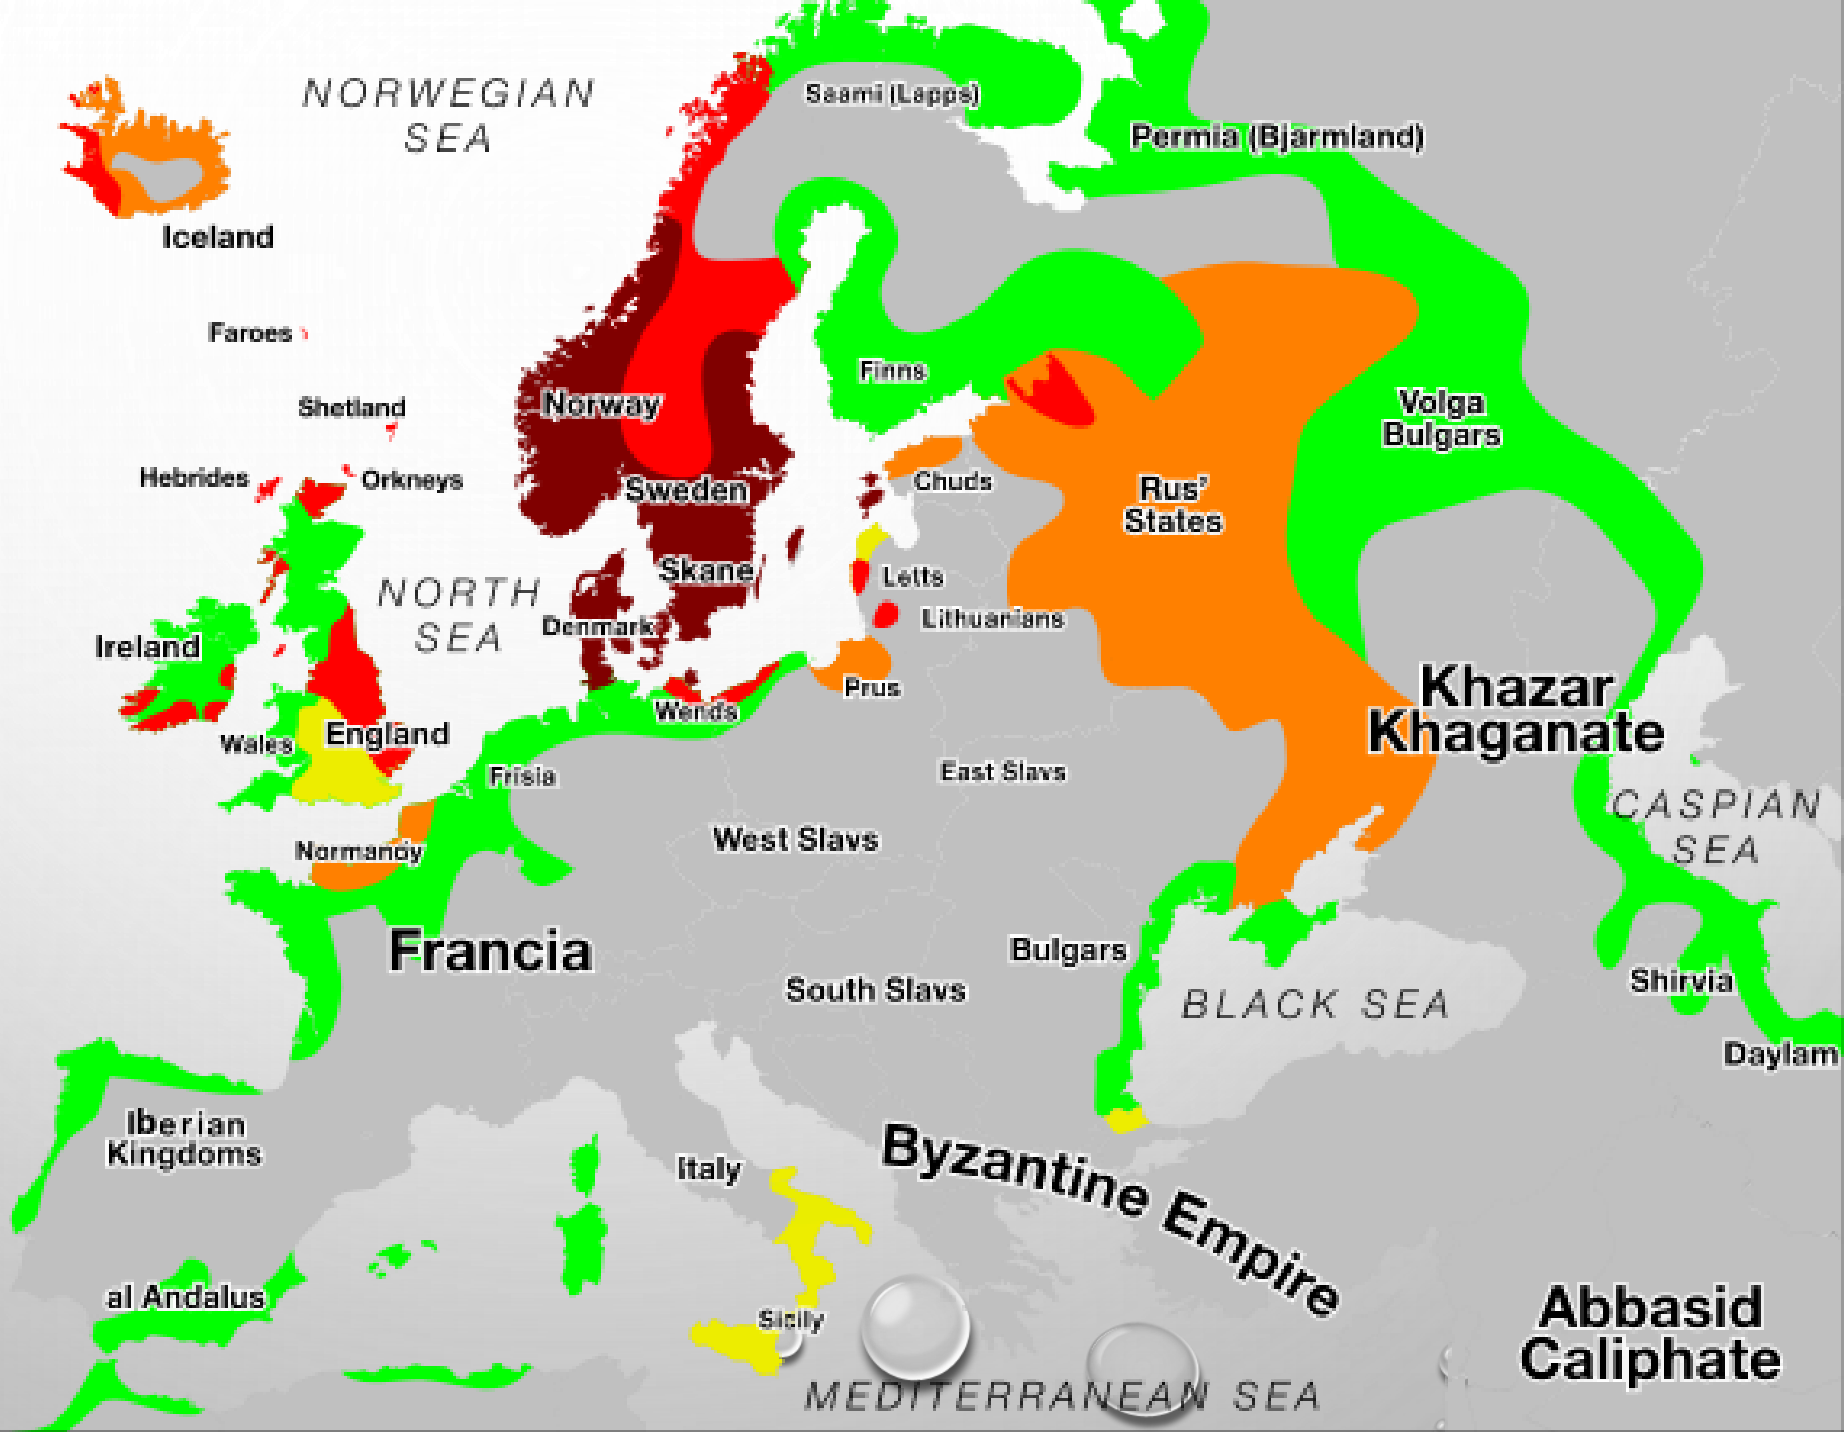 NORWEGIAN
SEA
Saami (Lapps)
Permia (Bjarmland)
Iceland
Faroes
Shetland
Hebrides
Orkneys
Norway
Finns
Volga
Bulgars
Sweden
Chuds
Rus'
States
NORTH
SEA
Skane
Letts
Denmark
Lithuanians
Ireland
Prus
Wends
Khazar
Khaganate
Wales
England
Frisia
East Slavs
CASPIAN
SEA
West Slavs
Normandy
Francia
Bulgars
South Slavs
BLACK SEA
Shirvia
Daylam
Iberian
Kingdoms
Italy
Byzantine Empire
al Andalus
Sicily
Abbasid
Caliphate
MEDITERRANEAN SEA